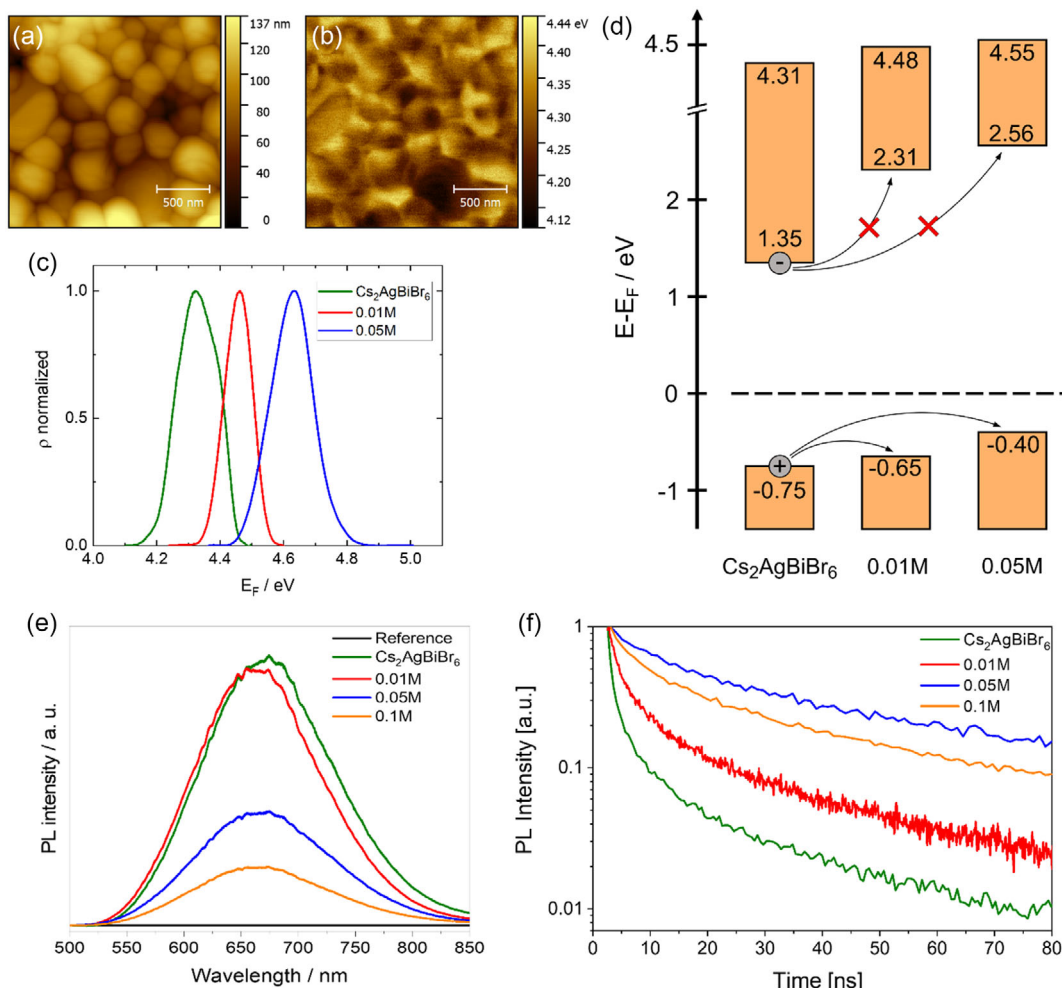 (a)
137 nm
120
100
80
60
40
0
500 nm
(b)
4.44 eV
4.40
4.35
4.30
4.25
4.20
4.12
500 nm
(c)
ρ normalized
1.0
0.5
0.0
4.0 4.2 4.4 4.6 4.8 5.0
E_F / eV
Cs₂AgBiBr₆
0.01M
0.05M
(d)
E-E_F / eV
4.5
2
1
0
-1
4.31
4.48
4.55
1.35
2.31
2.56
-
+
-0.75
-0.65
-0.40
Cs₂AgBiBr₆ 0.01M 0.05M
(e)
PL intensity / a. u.
Reference
Cs₂AgBiBr₆
0.01M
0.05M
0.1M
500 550 600 650 700 750 800 850
Wavelength / nm
(f)
PL Intensity [a.u.]
1
0.1
0.01
Cs₂AgBiBr₆
0.01M
0.05M
0.1M
0 10 20 30 40 50 60 70 80
Time [ns]